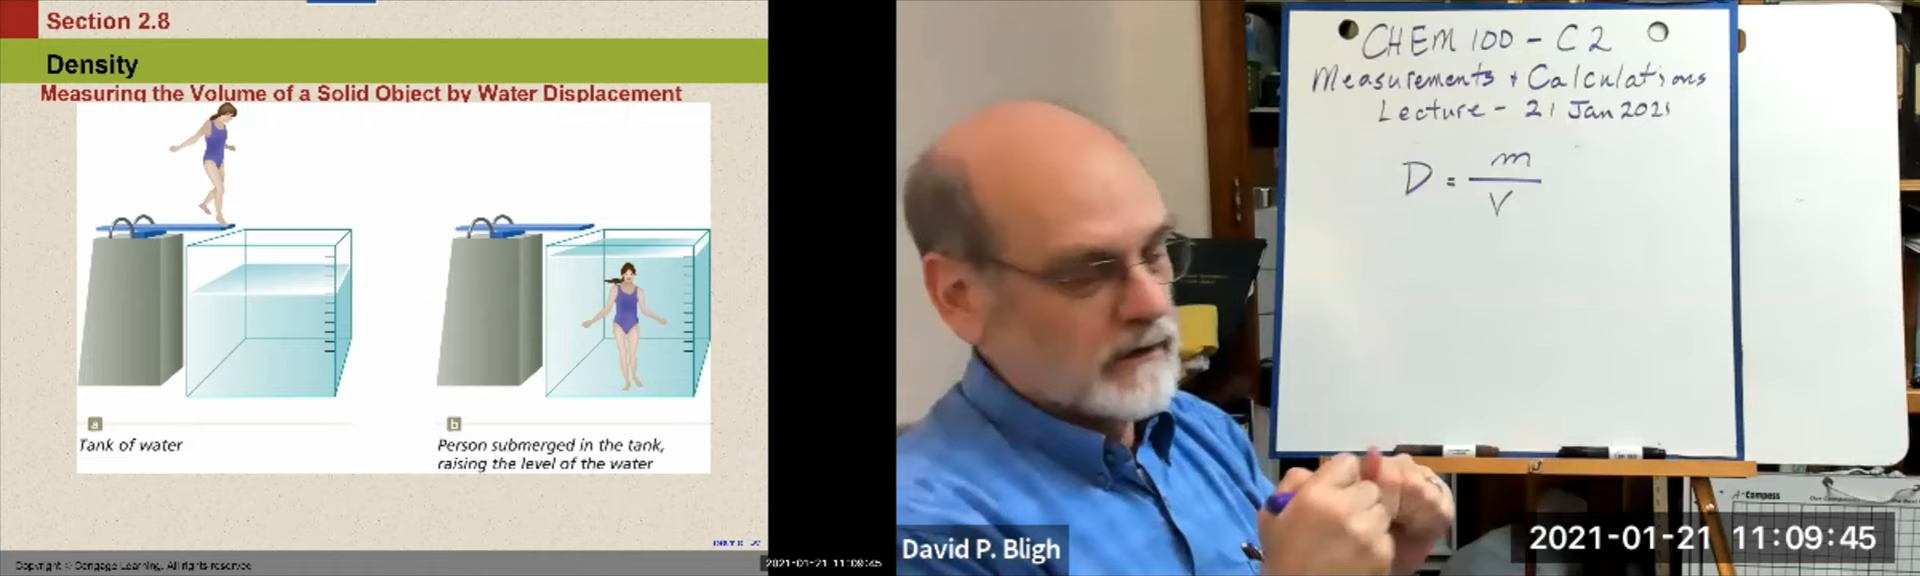 Section 2.8
Density
Measuring the Volume of a Solid Object by Water Displacement
a
Tank of water
b
Person submerged in the tank,
raising the level of the water
Copyright © Cengage Learning. All rights reserved
2021-01-21 11:09:45
CHEM 100 - C2
Measurements + Calculations
Lecture - 21 Jan 2021
D = m
V
Compass
David P. Bligh
2021-01-21 11:09:45